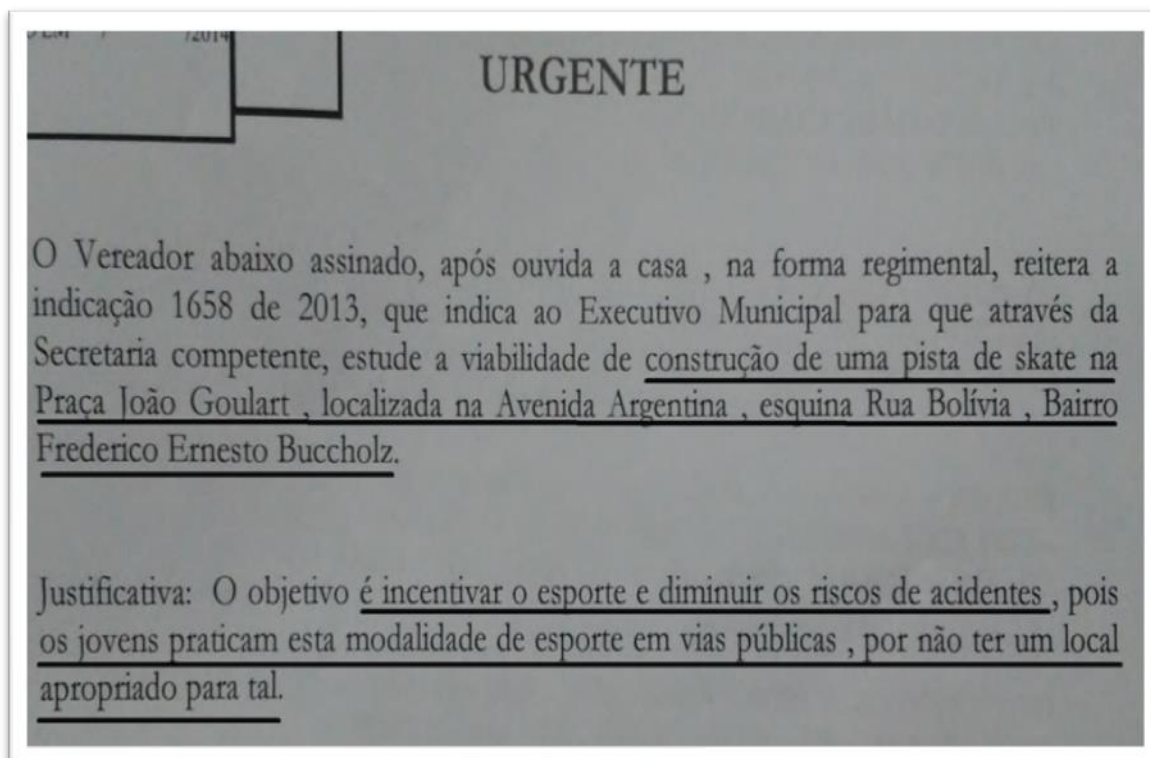 /2014
URGENTE
O Vereador abaixo assinado, após ouvida a casa , na forma regimental, reitera a
indicação 1658 de 2013, que indica ao Executivo Municipal para que através da
Secretaria competente, estude a viabilidade de construção de uma pista de skate na
Praça João Goulart , localizada na Avenida Argentina , esquina Rua Bolívia , Bairro
Frederico Ernesto Buccholz.
Justificativa: O objetivo é incentivar o esporte e diminuir os riscos de acidentes , pois
os jovens praticam esta modalidade de esporte em vias públicas , por não ter um local
apropriado para tal.